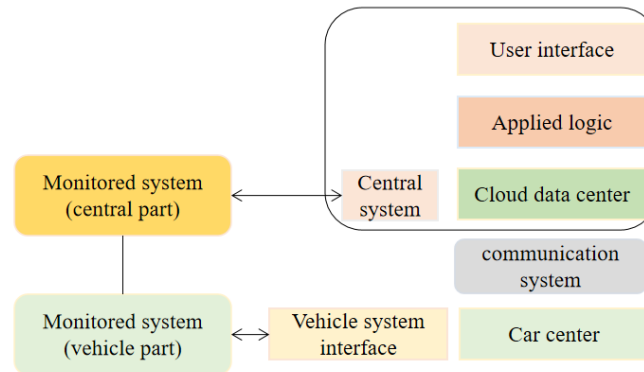 User interface
Applied logic
Monitored system
(central part)
Central
system
Cloud data center
communication
system
Monitored system
(vehicle part)
Vehicle system
interface
Car center